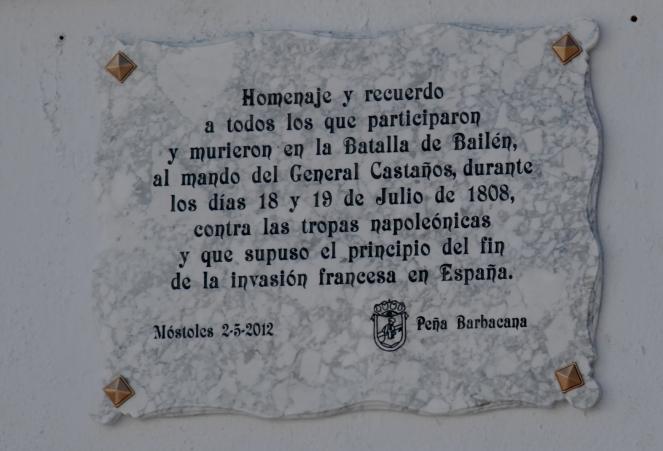 Homenaje y recuerdo
a todos los que participaron
y murieron en la Batalla de Bailén,
al mando del General Castaños, durante
los días 18 y 19 de Julio de 1808,
contra las tropas napoleónicas
y que supuso el principio del fin
de la invasión francesa en España.
Móstoles 2-5-2012 Peña Barbacana